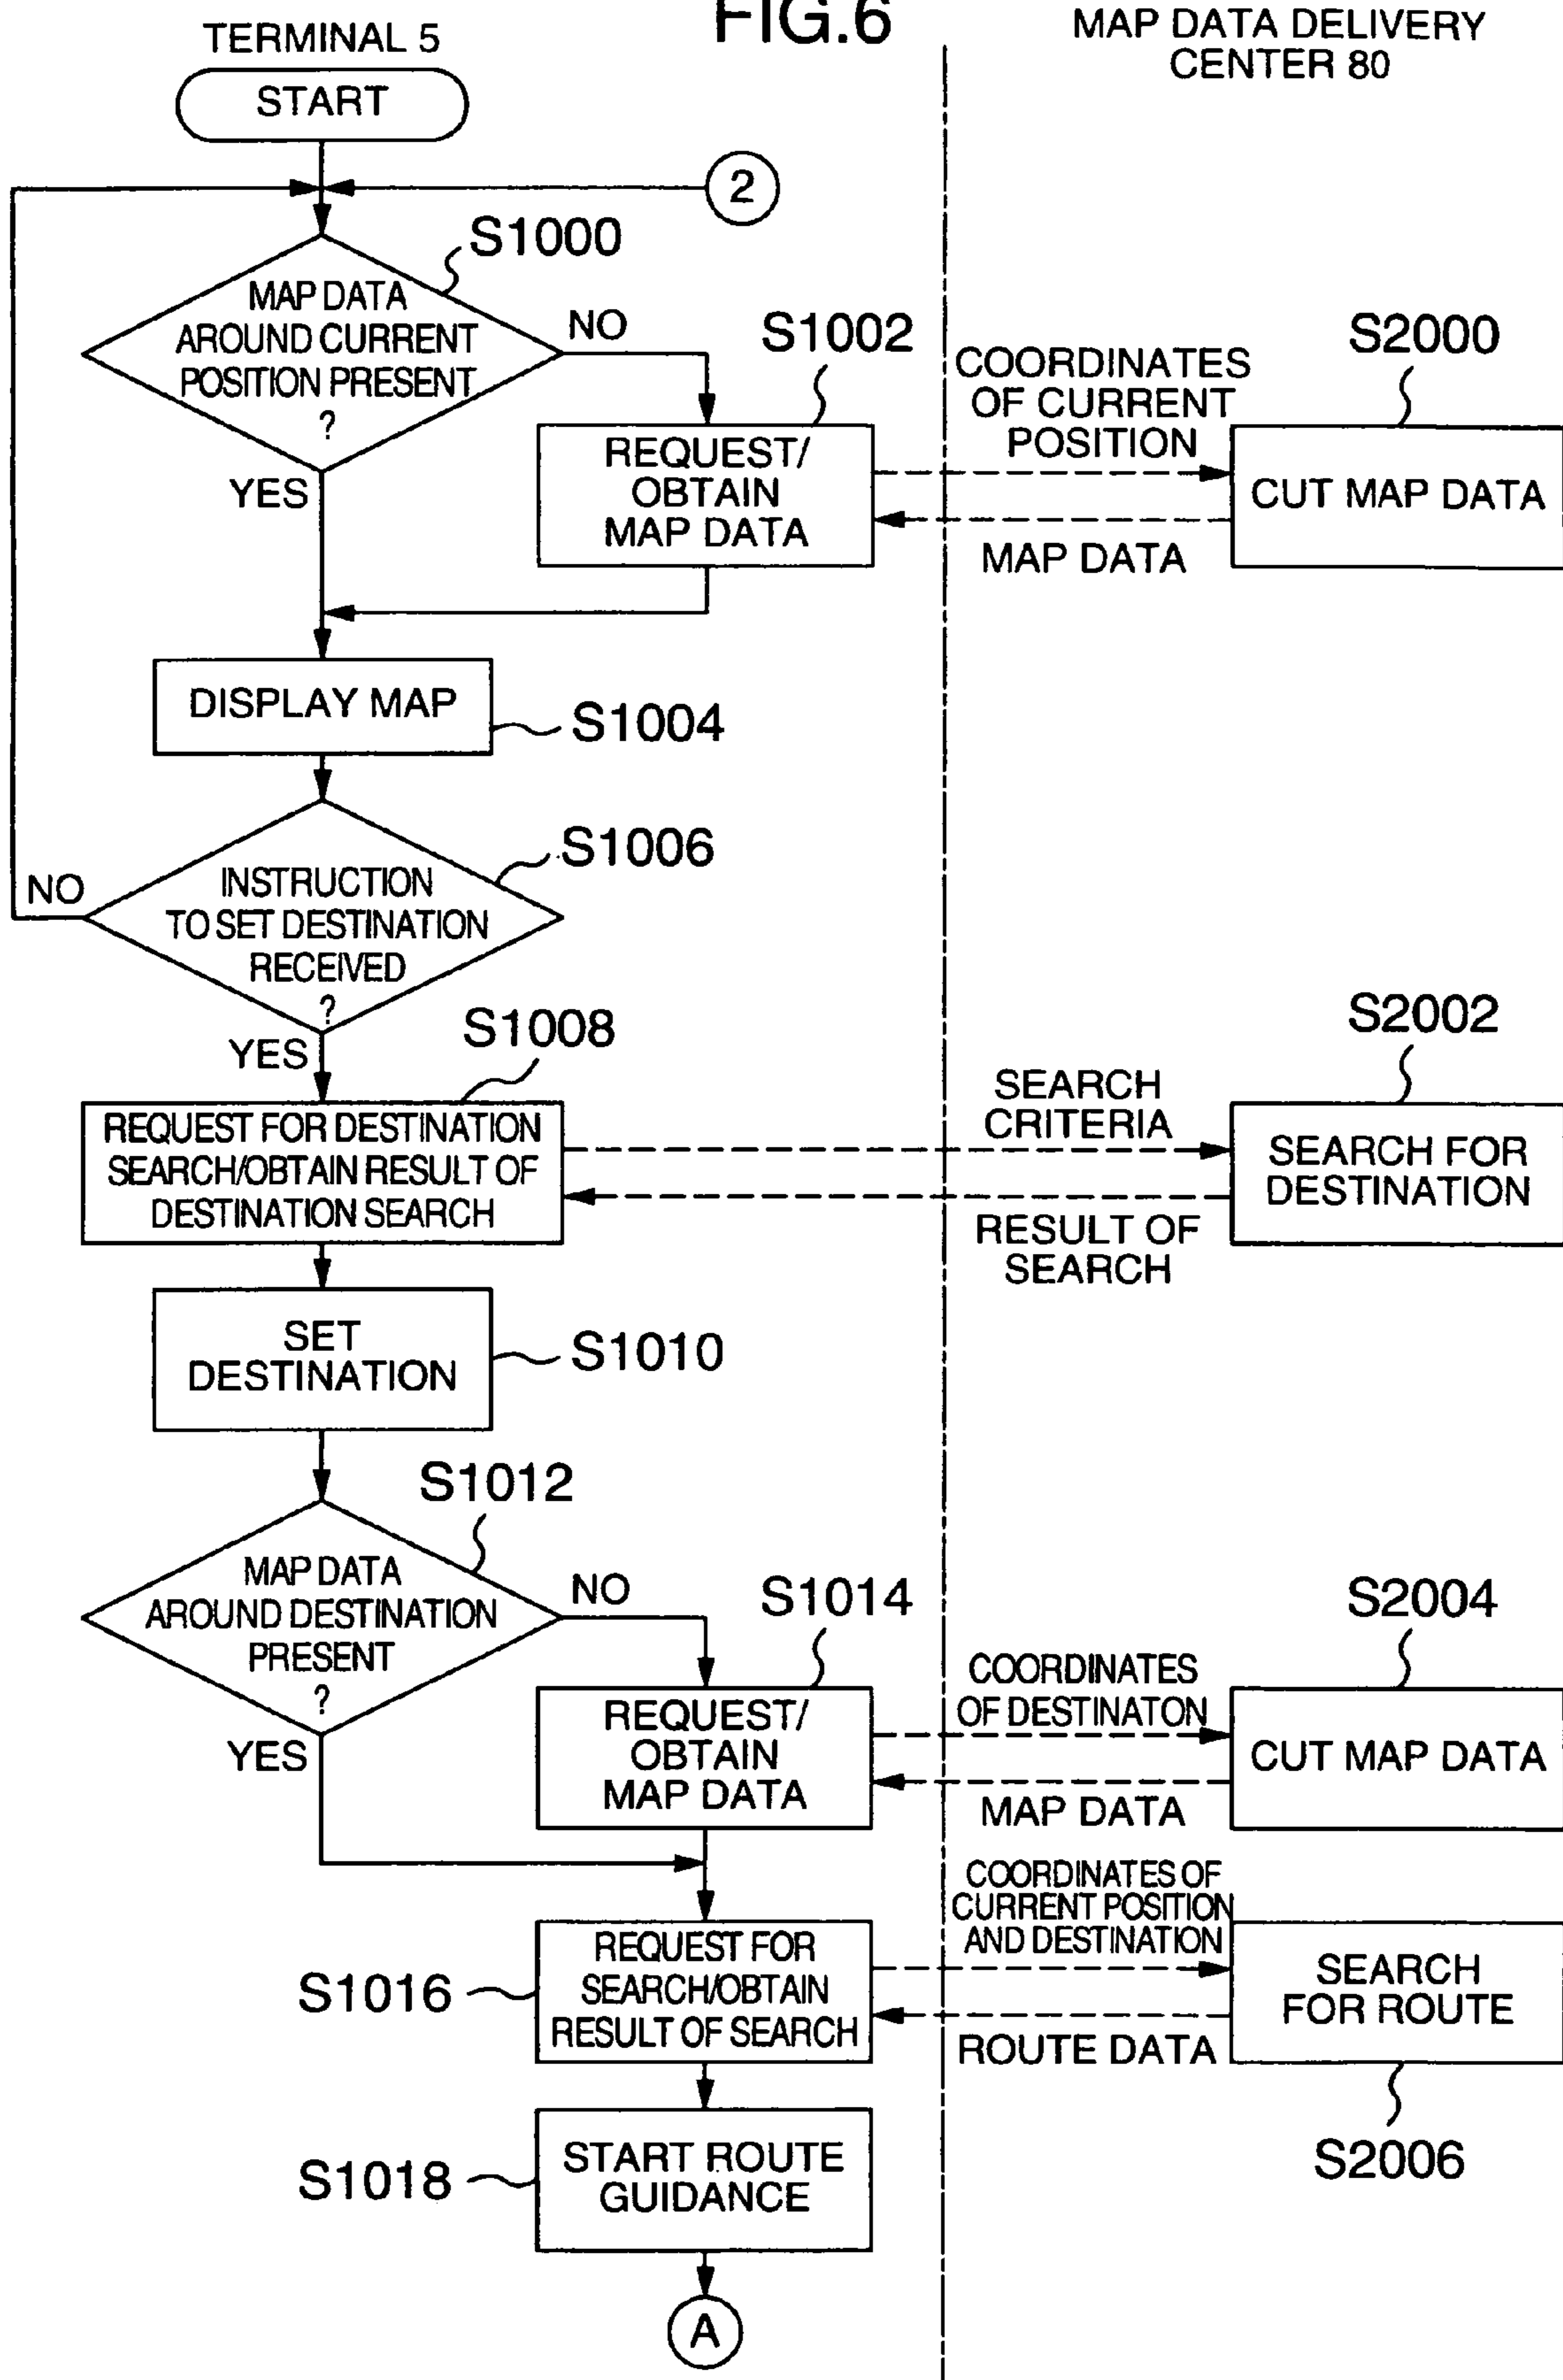 FIG.6
TERMINAL 5
MAP DATA DELIVERY
CENTER 80
START
2
S1000
MAP DATA
AROUND CURRENT
POSITION PRESENT
?
NO
YES
S1002
REQUEST/
OBTAIN
MAP DATA
COORDINATES
OF CURRENT
POSITION
MAP DATA
S2000
CUT MAP DATA
DISPLAY MAP
S1004
S1006
INSTRUCTION
TO SET DESTINATION
RECEIVED
?
NO
YES
S1008
REQUEST FOR DESTINATION
SEARCH/OBTAIN RESULT OF
DESTINATION SEARCH
SEARCH
CRITERIA
RESULT OF
SEARCH
S2002
SEARCH FOR
DESTINATION
SET
DESTINATION
S1010
S1012
MAP DATA
AROUND DESTINATION
PRESENT
?
NO
YES
S1014
REQUEST/
OBTAIN
MAP DATA
COORDINATES
OF DESTINATON
MAP DATA
S2004
CUT MAP DATA
S1016
REQUEST FOR
SEARCH/OBTAIN
RESULT OF SEARCH
COORDINATES OF
CURRENT POSITION
AND DESTINATION
ROUTE DATA
SEARCH
FOR ROUTE
S2006
S1018
START ROUTE
GUIDANCE
A